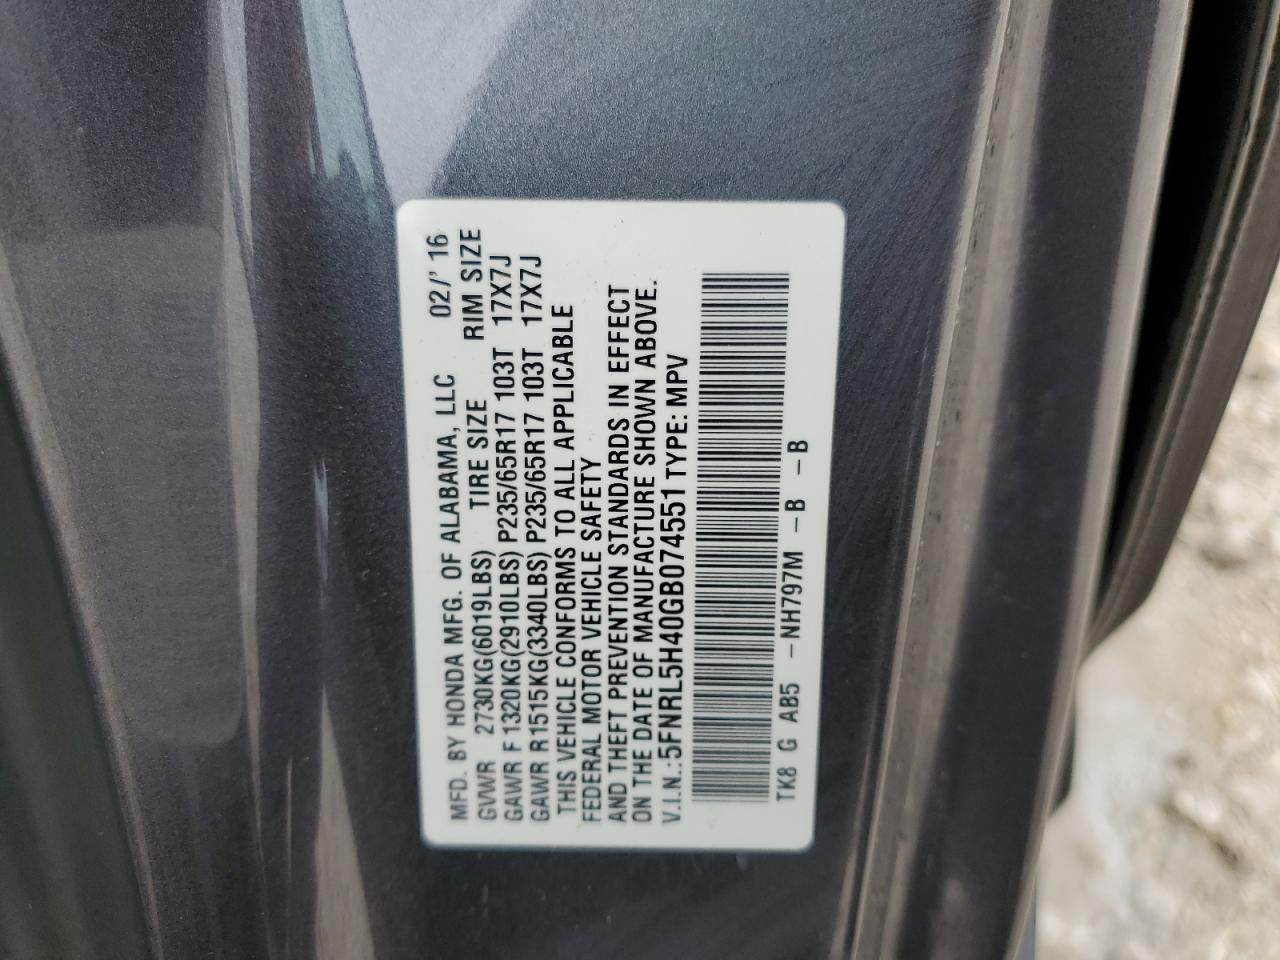 MFD. BY HONDA MFG. OF ALABAMA, LLC 02/' 16
GVWR 2730KG(6019LBS) TIRE SIZE RIM SIZE
GAWR F 1320KG(2910LBS) P235/65R17 103T 17X7J
GAWR R1515KG(3340LBS) P235/65R17 103T 17X7J
THIS VEHICLE CONFORMS TO ALL APPLICABLE
FEDERAL MOTOR VEHICLE SAFETY
AND THEFT PREVENTION STANDARDS IN EFFECT
ON THE DATE OF MANUFACTURE SHOWN ABOVE.
V.I.N.:5FNRL5H40GB074551 TYPE: MPV
TK8 G AB5 -NH797M -B -B